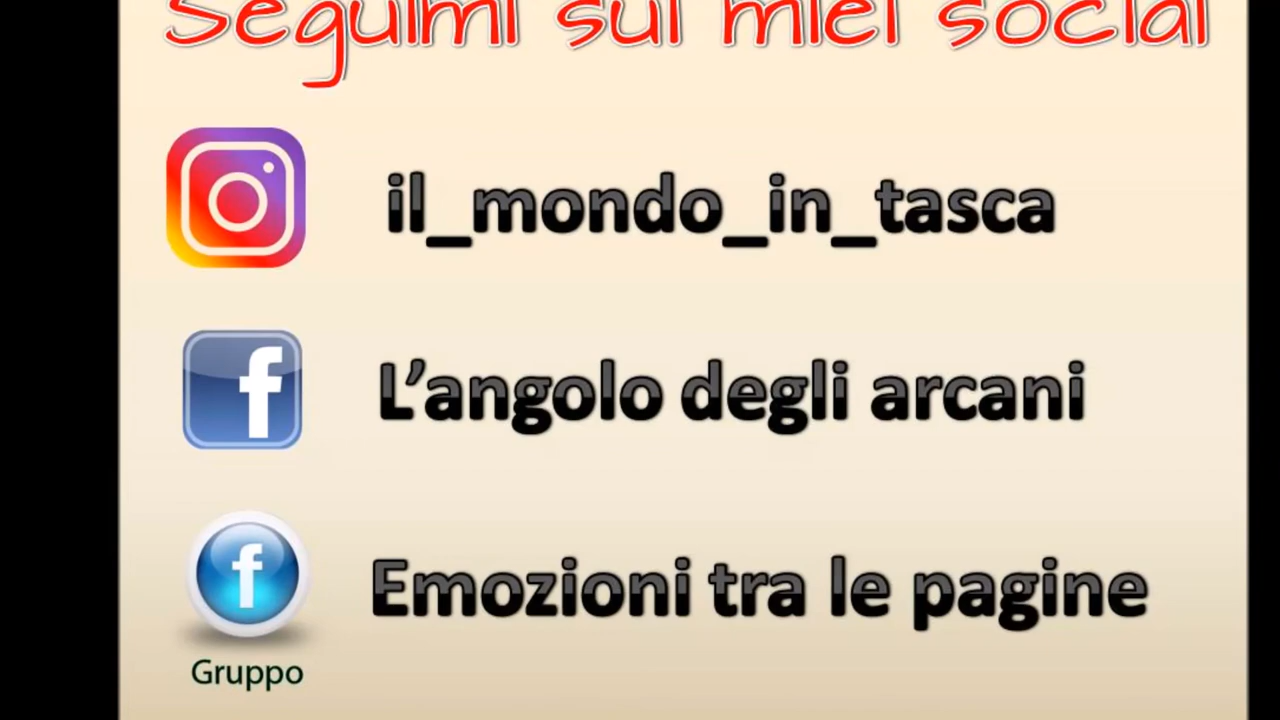 Seguimi sui miei social
il_mondo_in_tasca
L'angolo degli arcani
Emozioni tra le pagine
Gruppo